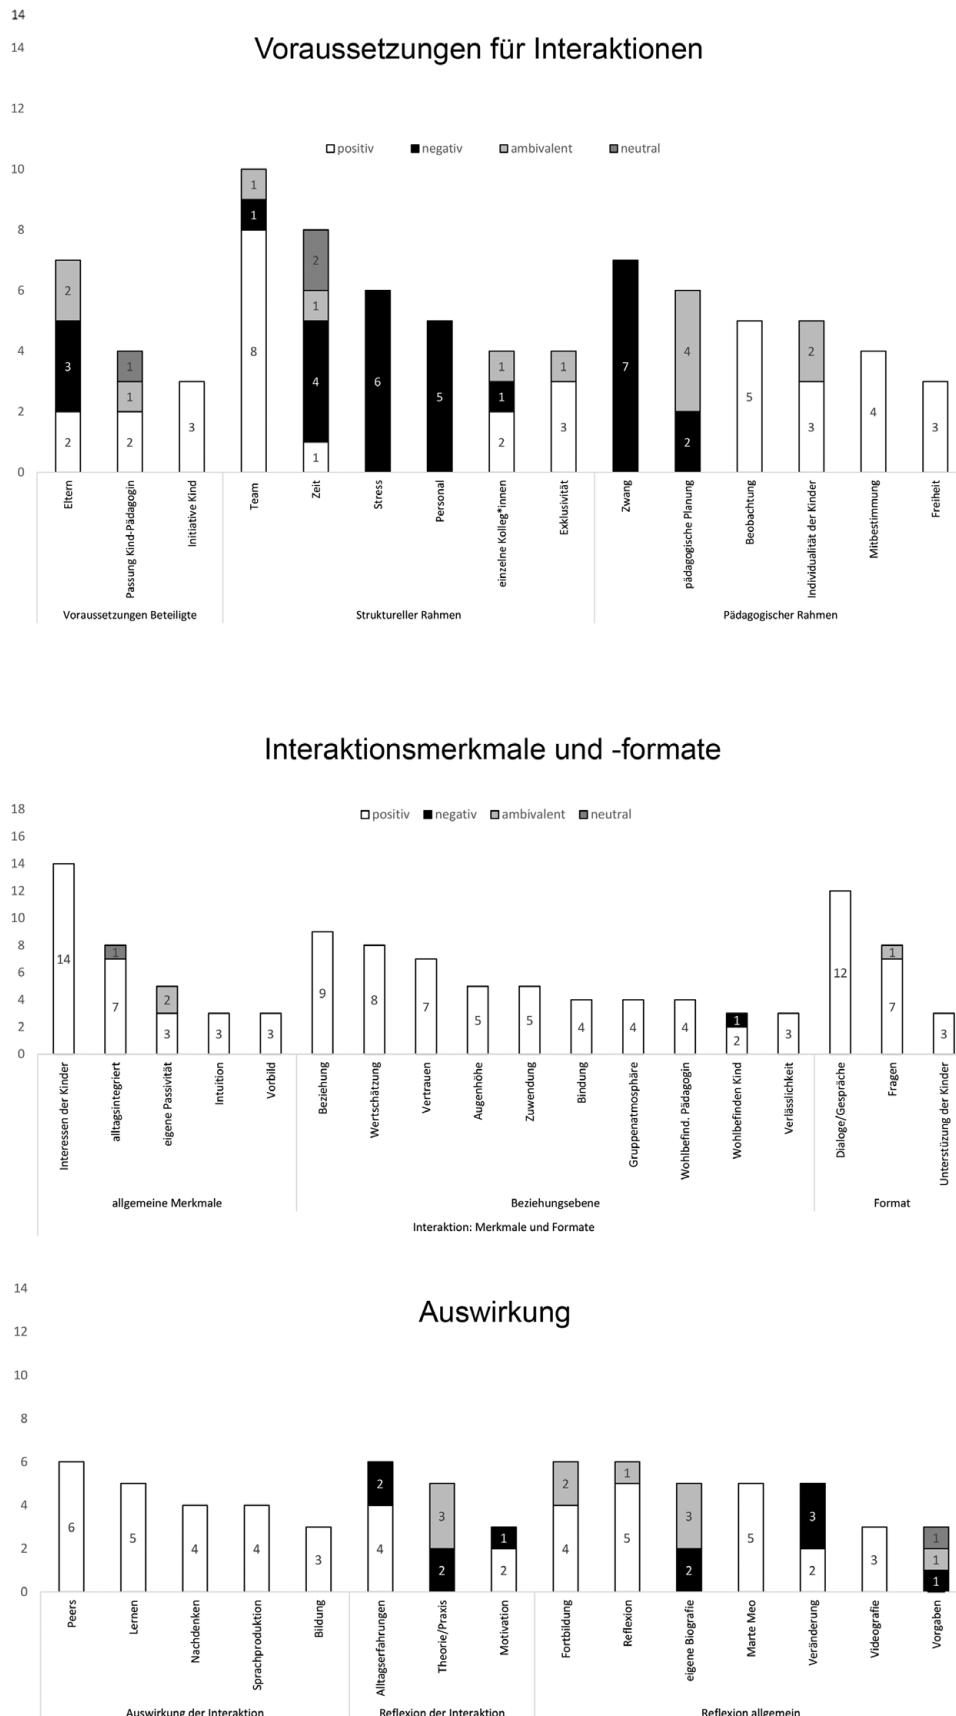 14
14
Voraussetzungen für Interaktionen
12
positiv negativ ambivalent neutral
10
8
6
4
2
0
1
1
8
2
1
4
1
2
3
2
1
1
2
3
6
5
1
1
2
1
3
7
4
2
5
2
3
4
3
Eltern
Passung Kind-Pädagogin
Initiative Kind
Team
Zeit
Stress
Personal
einzelne Kolleg*innen
Exklusivität
Zwang
pädagogische Planung
Beobachtung
Individualität der Kinder
Mitbestimmung
Freiheit
Voraussetzungen Beteiligte
Struktureller Rahmen
Pädagogischer Rahmen
Interaktionsmerkmale und -formate
positiv negativ ambivalent neutral
18
16
14
12
10
8
6
4
2
0
14
1
7
2
3
3
3
9
8
7
5
5
4
4
4
1
2
3
12
1
7
3
Interessen der Kinder
alltagsintegriert
eigene Passivität
Intuition
Vorbild
Beziehung
Wertschätzung
Vertrauen
Augenhöhe
Zuwendung
Bindung
Gruppenatmosphäre
Wohlbefind. Pädagogin
Wohlbefinden Kind
Verlässlichkeit
Dialoge/Gespräche
Fragen
Unterstüzung der Kinder
allgemeine Merkmale
Beziehungsebene
Format
Interaktion: Merkmale und Formate
Auswirkung
14
12
10
8
6
4
2
0
6
5
4
4
3
2
4
3
2
1
2
2
4
1
5
3
2
5
3
2
3
1
1
1
Peers
Lernen
Nachdenken
Sprachproduktion
Bildung
Alltagserfahrungen
Theorie/Praxis
Motivation
Fortbildung
Reflexion
eigene Biografie
Marte Meo
Veränderung
Videografie
Vorgaben
Auswirkung der Interaktion
Reflexion der Interaktion
Reflexion allgemein